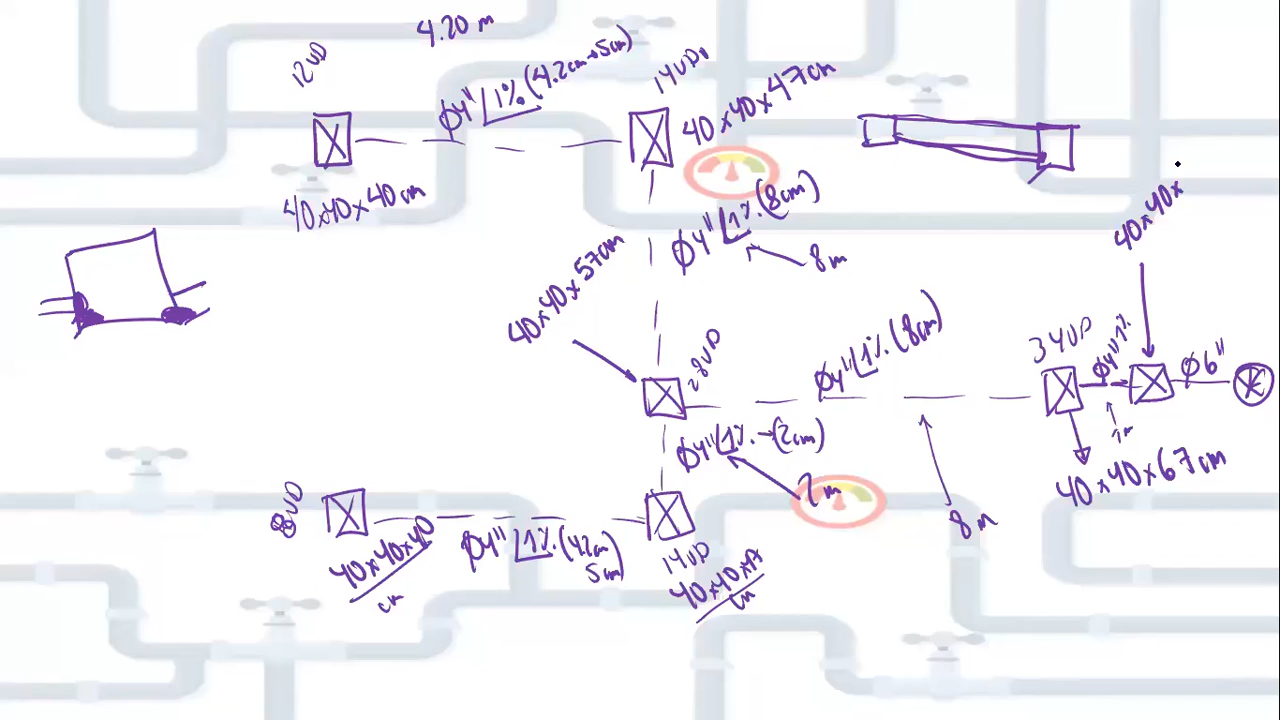 4.20 m
12UD
Ø4" 1% (4.2cm→5cm)
14UD
40x40x47cm
40x40x40cm
Ø4" 1% (8cm)
8m
40x40x
40x40x57cm
28UD
Ø4" 1% (8cm)
34UD
Ø4" 1%
Ø6"
1m
Ø4" 1% → (2cm)
2m
40x40x67cm
8m
8UD
40x40x40
cm
Ø4" 1% (4.2cm
5cm)
14UD
cm